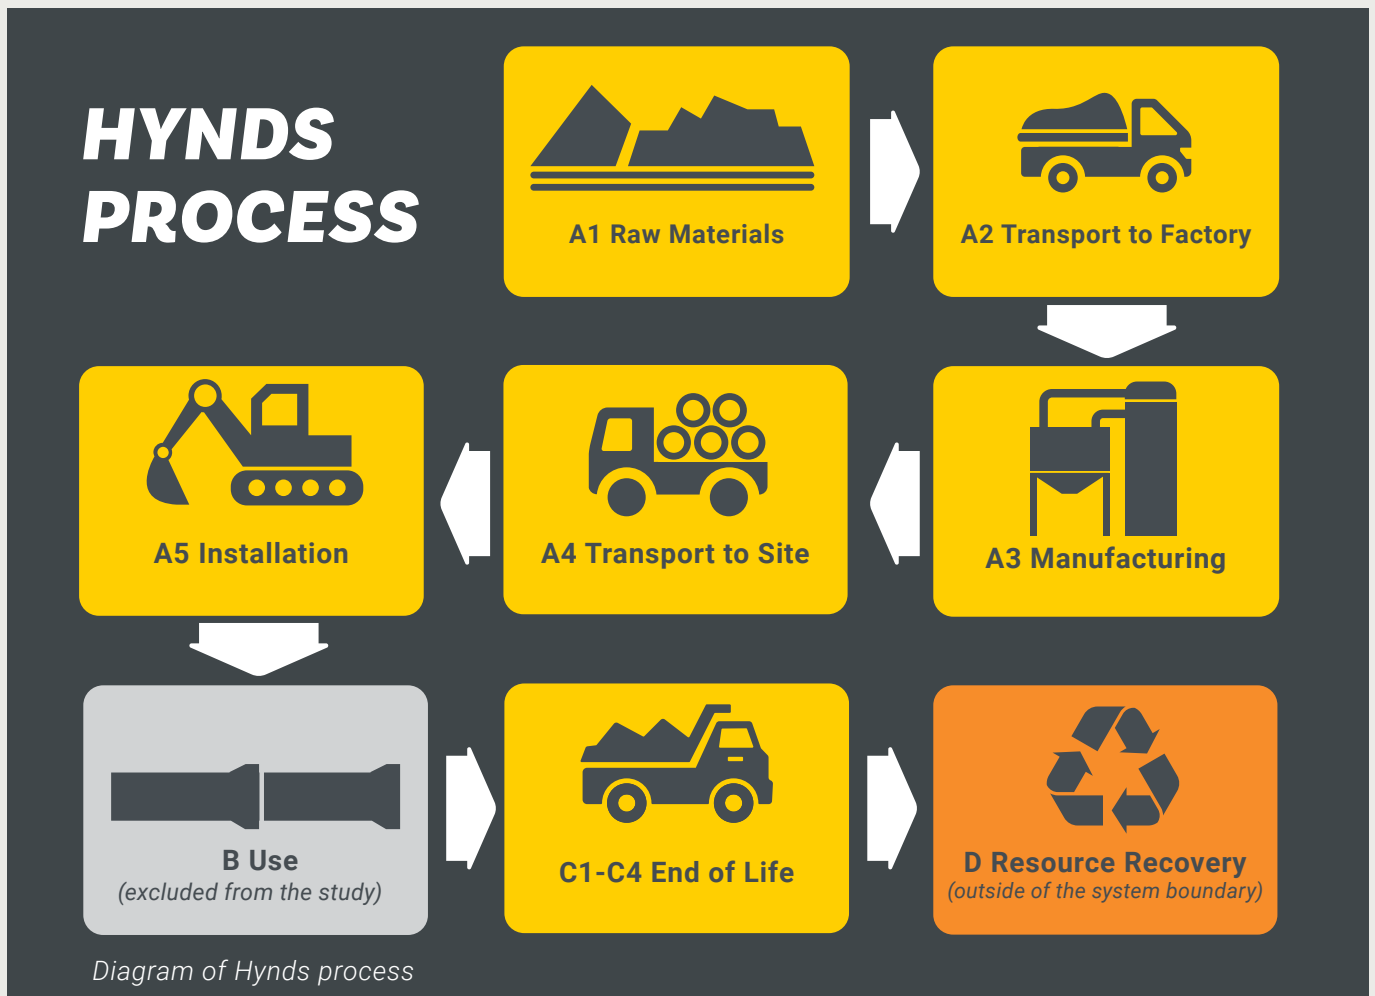 HYNDS
PROCESS
A1 Raw Materials
A2 Transport to Factory
A5 Installation
A4 Transport to Site
A3 Manufacturing
B Use
(excluded from the study)
C1-C4 End of Life
D Resource Recovery
(outside of the system boundary)
Diagram of Hynds process